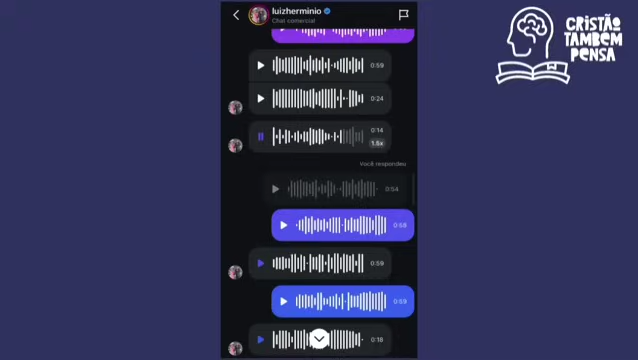 luizherminio
Chat comercial
CRISTÃO
TAMBÉM
PENSA
0:59
0:24
0:14
1.5x
Você respondeu
0:54
0:58
0:59
0:59
0:18